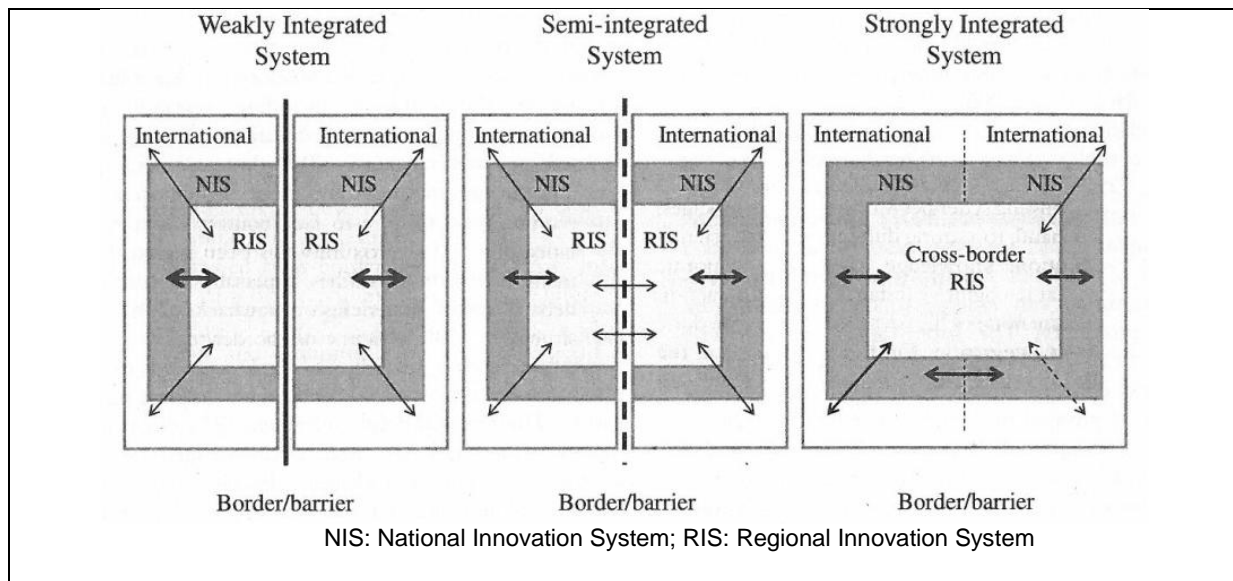 Weakly Integrated
System
Semi-integrated
System
Strongly Integrated
System
International
International
NIS
NIS
RIS
RIS
International
International
NIS
NIS
RIS
RIS
International
International
NIS
NIS
Cross-border
RIS
Border/barrier
Border/barrier
Border/barrier
NIS: National Innovation System; RIS: Regional Innovation System